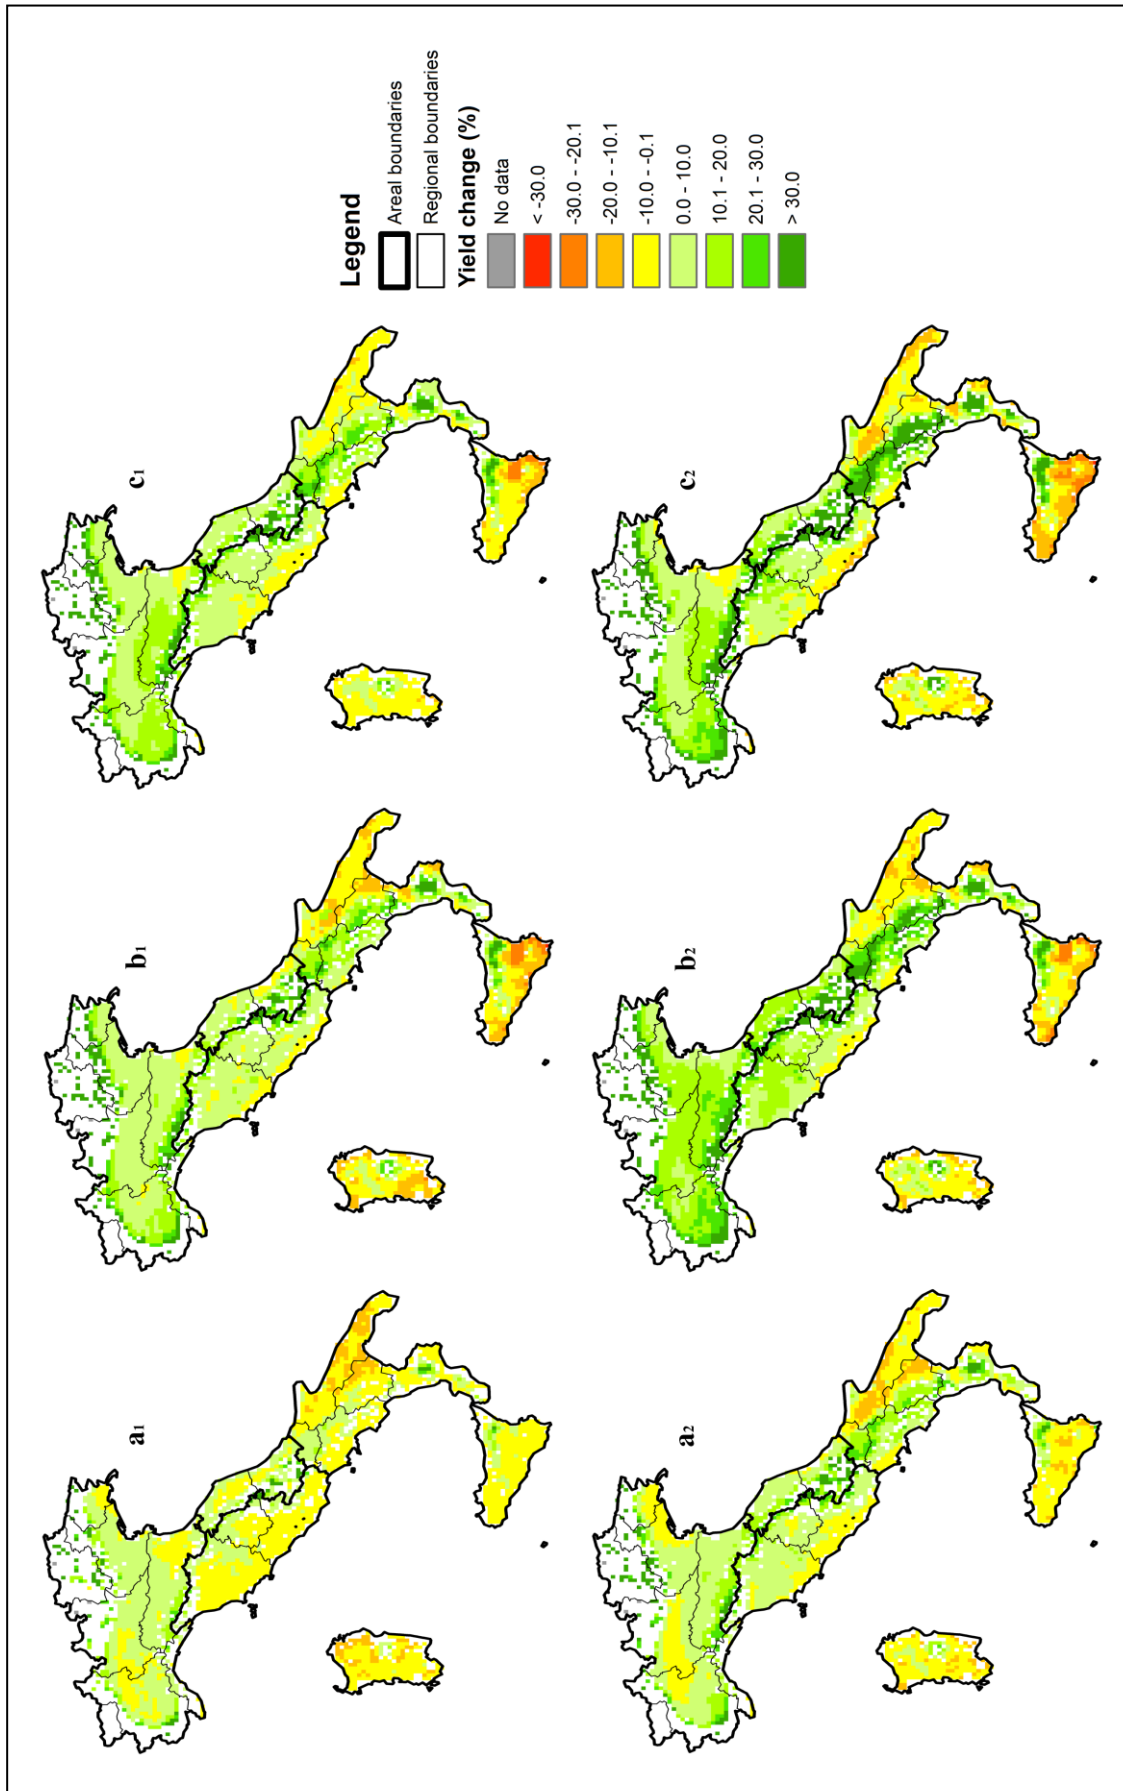 a1
b1
c1
a2
b2
c2
Legend
Areal boundaries
Regional boundaries
Yield change (%)
No data
< -30.0
-30.0 - -20.1
-20.0 - -10.1
-10.0 - -0.1
0.0 - 10.0
10.1 - 20.0
20.1 - 30.0
> 30.0